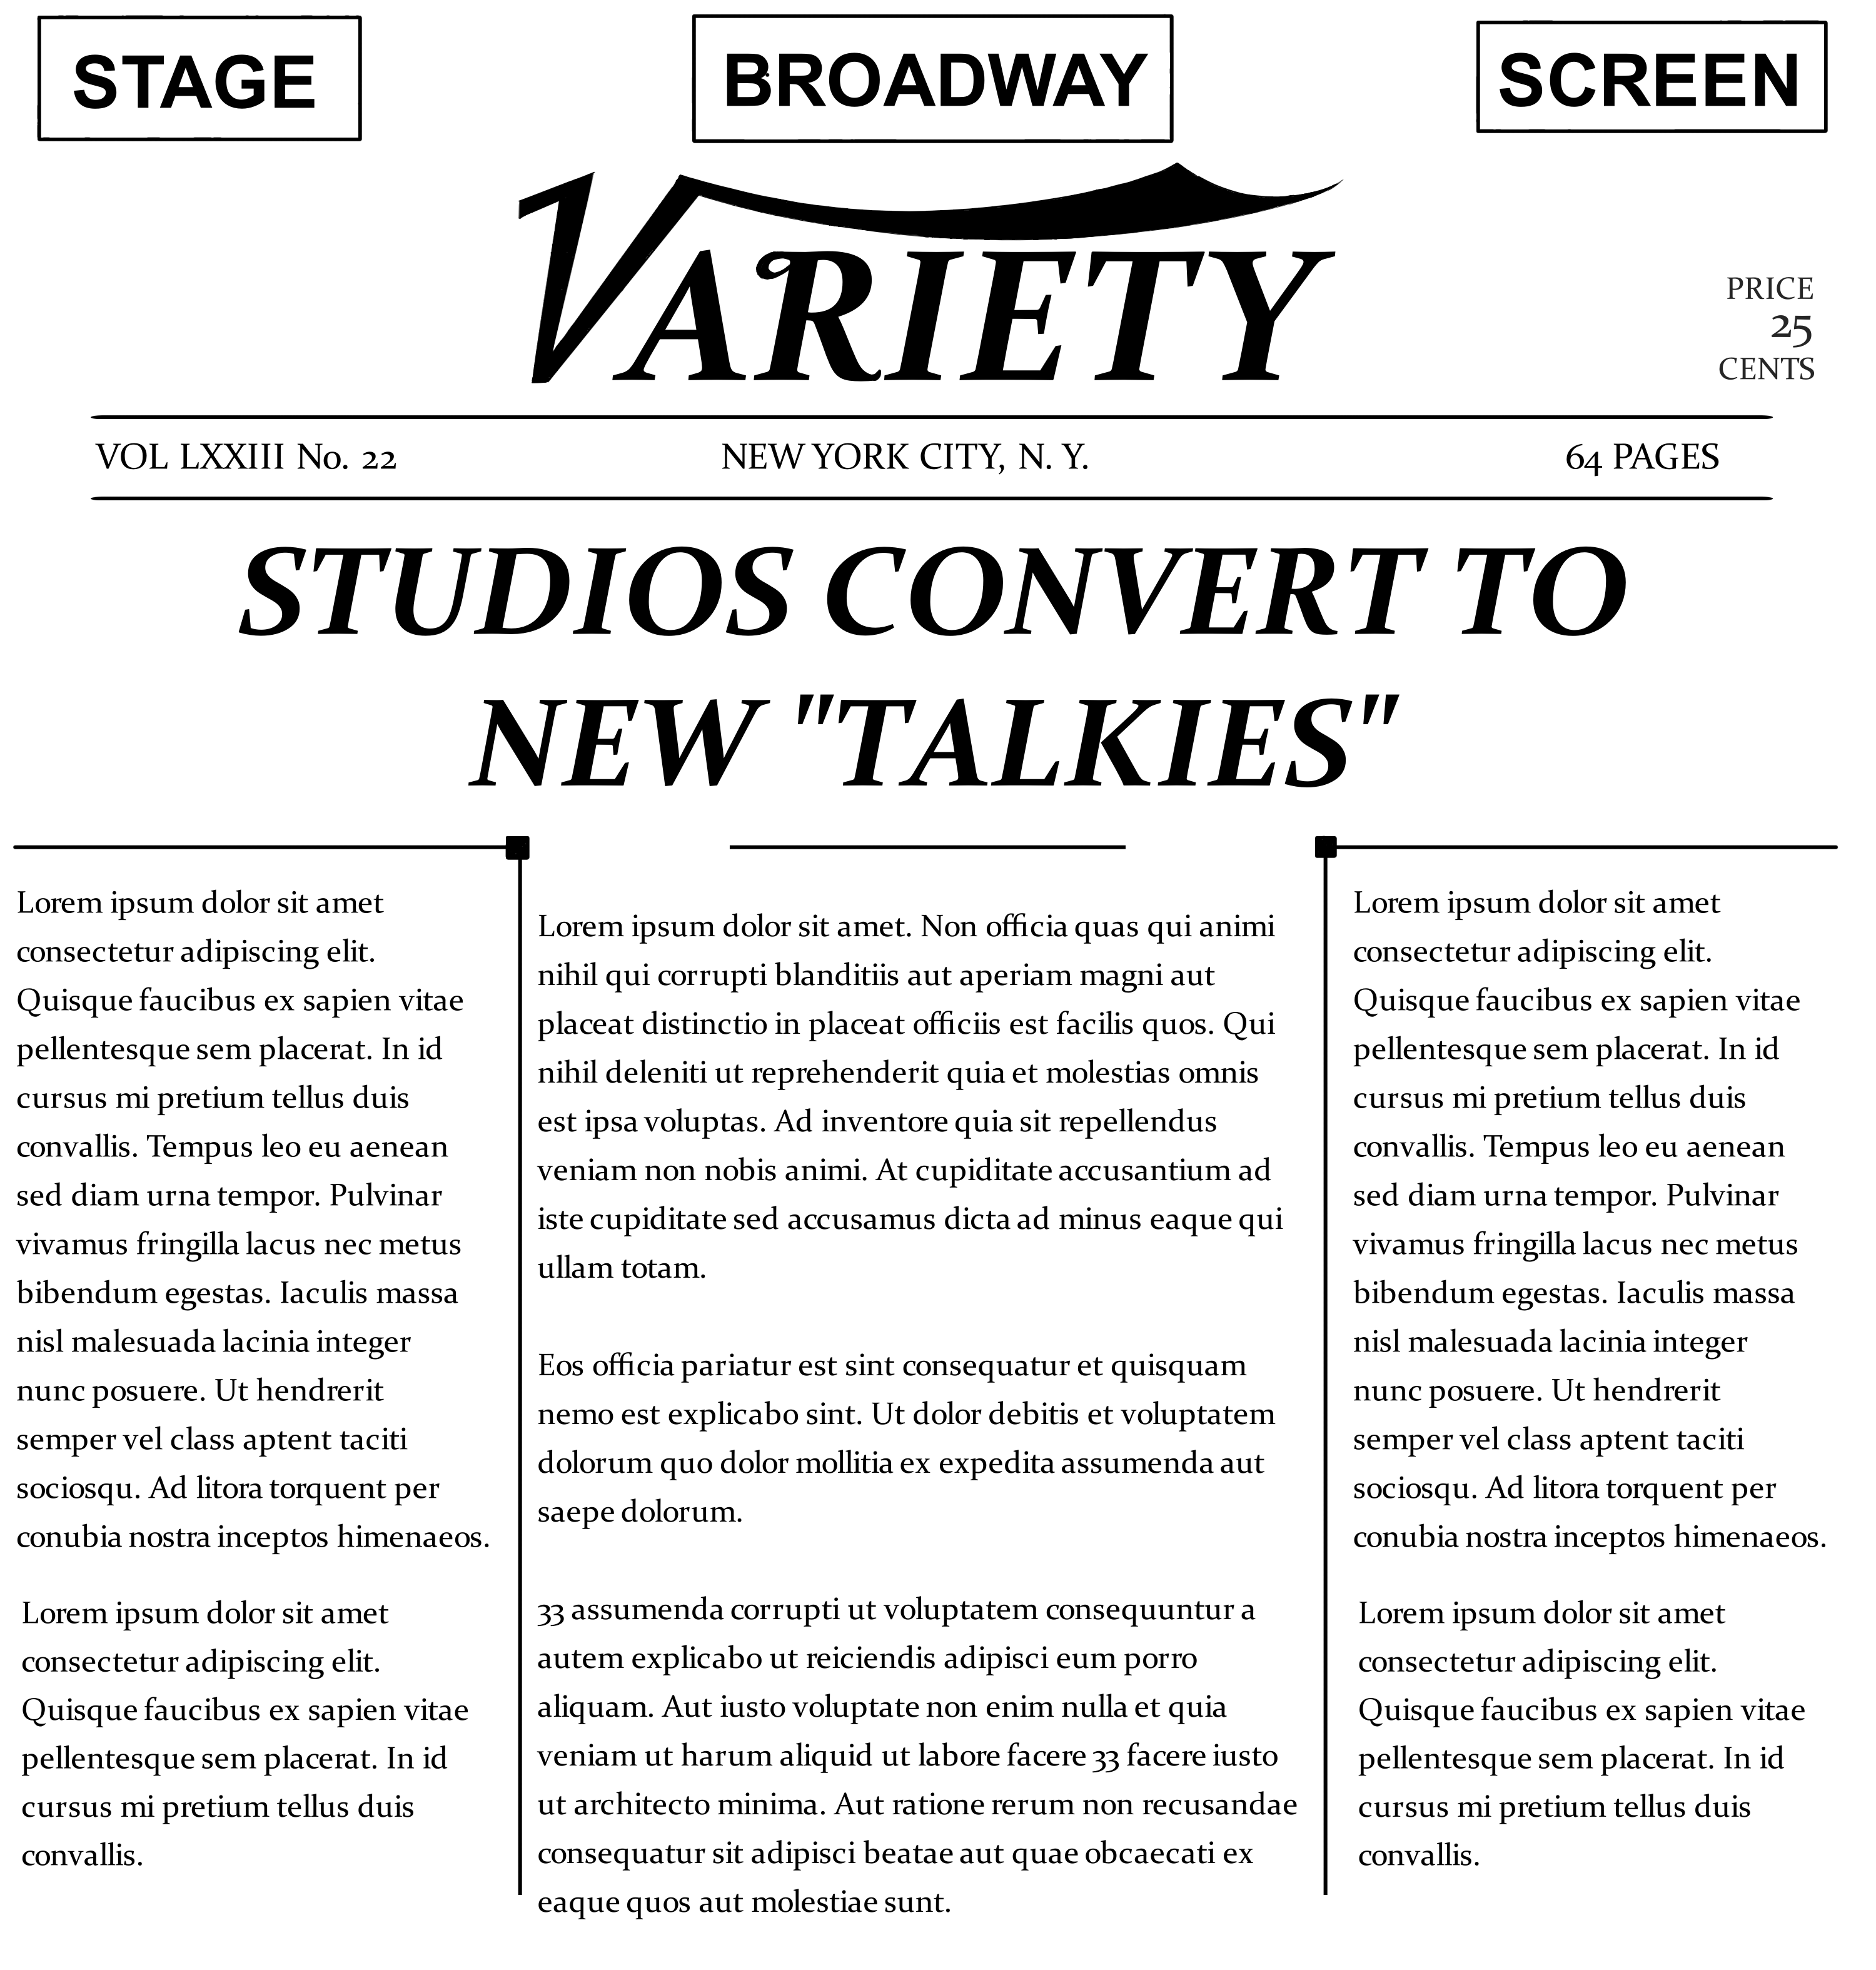 STAGE
BROADWAY
SCREEN
VARIETY
PRICE
25
CENTS
VOL LXXIII No. 22
NEW YORK CITY, N. Y.
64 PAGES
STUDIOS CONVERT TO
NEW "TALKIES"
Lorem ipsum dolor sit amet
consectetur adipiscing elit.
Quisque faucibus ex sapien vitae
pellentesque sem placerat. In id
cursus mi pretium tellus duis
convallis. Tempus leo eu aenean
sed diam urna tempor. Pulvinar
vivamus fringilla lacus nec metus
bibendum egestas. Iaculis massa
nisl malesuada lacinia integer
nunc posuere. Ut hendrerit
semper vel class aptent taciti
sociosqu. Ad litora torquent per
conubia nostra inceptos himenaeos.
Lorem ipsum dolor sit amet
consectetur adipiscing elit.
Quisque faucibus ex sapien vitae
pellentesque sem placerat. In id
cursus mi pretium tellus duis
convallis.
Lorem ipsum dolor sit amet. Non officia quas qui animi
nihil qui corrupti blanditiis aut aperiam magni aut
placeat distinctio in placeat officiis est facilis quos. Qui
nihil deleniti ut reprehenderit quia et molestias omnis
est ipsa voluptas. Ad inventore quia sit repellendus
veniam non nobis animi. At cupiditate accusantium ad
iste cupiditate sed accusamus dicta ad minus eaque qui
ullam totam.
Eos officia pariatur est sint consequatur et quisquam
nemo est explicabo sint. Ut dolor debitis et voluptatem
dolorum quo dolor mollitia ex expedita assumenda aut
saepe dolorum.
33 assumenda corrupti ut voluptatem consequuntur a
autem explicabo ut reiciendis adipisci eum porro
aliquam. Aut iusto voluptate non enim nulla et quia
veniam ut harum aliquid ut labore facere 33 facere iusto
ut architecto minima. Aut ratione rerum non recusandae
consequatur sit adipisci beatae aut quae obcaecati ex
eaque quos aut molestiae sunt.
Lorem ipsum dolor sit amet
consectetur adipiscing elit.
Quisque faucibus ex sapien vitae
pellentesque sem placerat. In id
cursus mi pretium tellus duis
convallis. Tempus leo eu aenean
sed diam urna tempor. Pulvinar
vivamus fringilla lacus nec metus
bibendum egestas. Iaculis massa
nisl malesuada lacinia integer
nunc posuere. Ut hendrerit
semper vel class aptent taciti
sociosqu. Ad litora torquent per
conubia nostra inceptos himenaeos.
Lorem ipsum dolor sit amet
consectetur adipiscing elit.
Quisque faucibus ex sapien vitae
pellentesque sem placerat. In id
cursus mi pretium tellus duis
convallis.